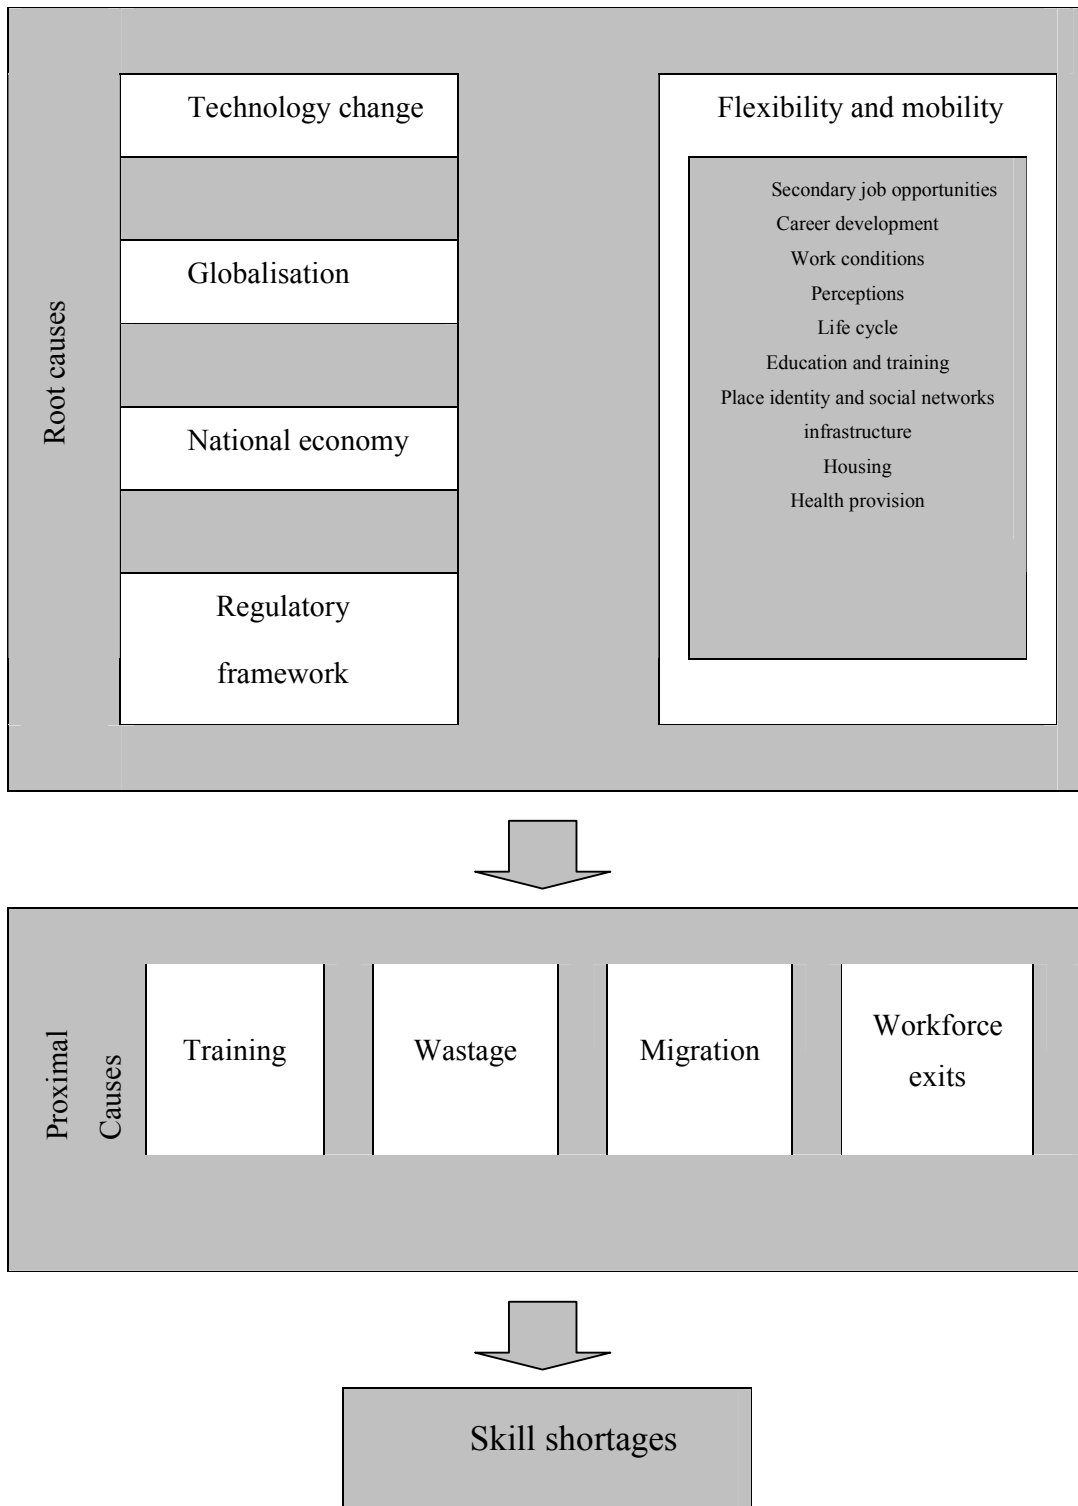 Root causes
Technology change
Globalisation
National economy
Regulatory
framework
Flexibility and mobility
Secondary job opportunities
Career development
Work conditions
Perceptions
Life cycle
Education and training
Place identity and social networks
infrastructure
Housing
Health provision
Proximal
Causes
Training
Wastage
Migration
Workforce
exits
Skill shortages